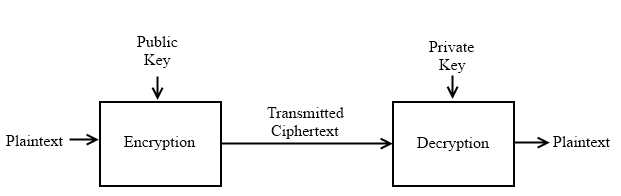 Public
Key
Private
Key
Plaintext
Encryption
Transmitted
Ciphertext
Decryption
Plaintext